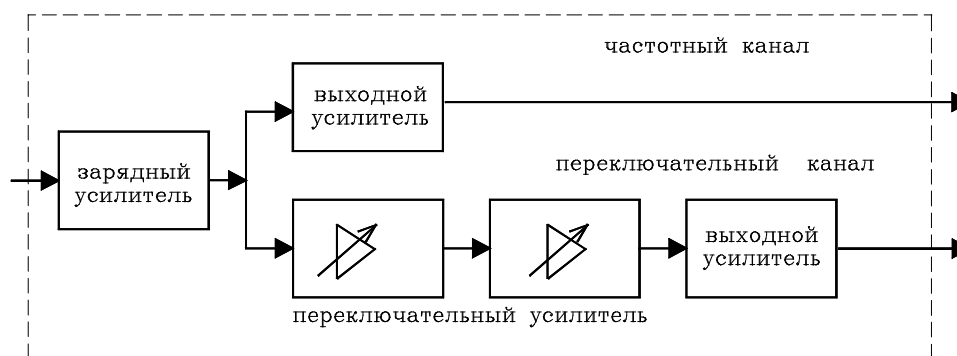 частотный канал
выходной
усилитель
переключательный канал
зарядный
усилитель
выходной
усилитель
переключательный усилитель